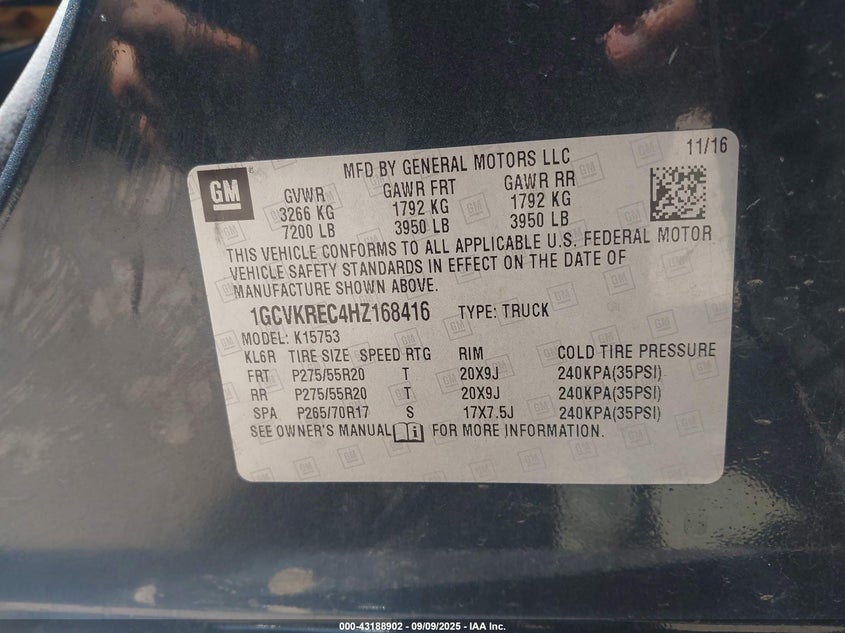 GM
MFD BY GENERAL MOTORS LLC 11/16
GVWR GAWR FRT GAWR RR
3266 KG 1792 KG 1792 KG
7200 LB 3950 LB 3950 LB
THIS VEHICLE CONFORMS TO ALL APPLICABLE U.S. FEDERAL MOTOR
VEHICLE SAFETY STANDARDS IN EFFECT ON THE DATE OF
MANUFACTURE SHOWN ABOVE.
1GCVKREC4HZ168416 TYPE: TRUCK
MODEL: K15753
KL6R TIRE SIZE SPEED RTG RIM COLD TIRE PRESSURE
FRT P275/55R20 T 20X9J 240KPA(35PSI)
RR P275/55R20 T 20X9J 240KPA(35PSI)
SPA P265/70R17 S 17X7.5J 240KPA(35PSI)
SEE OWNER'S MANUAL FOR MORE INFORMATION.
000-43188902 - 09/09/2025 - IAA Inc.